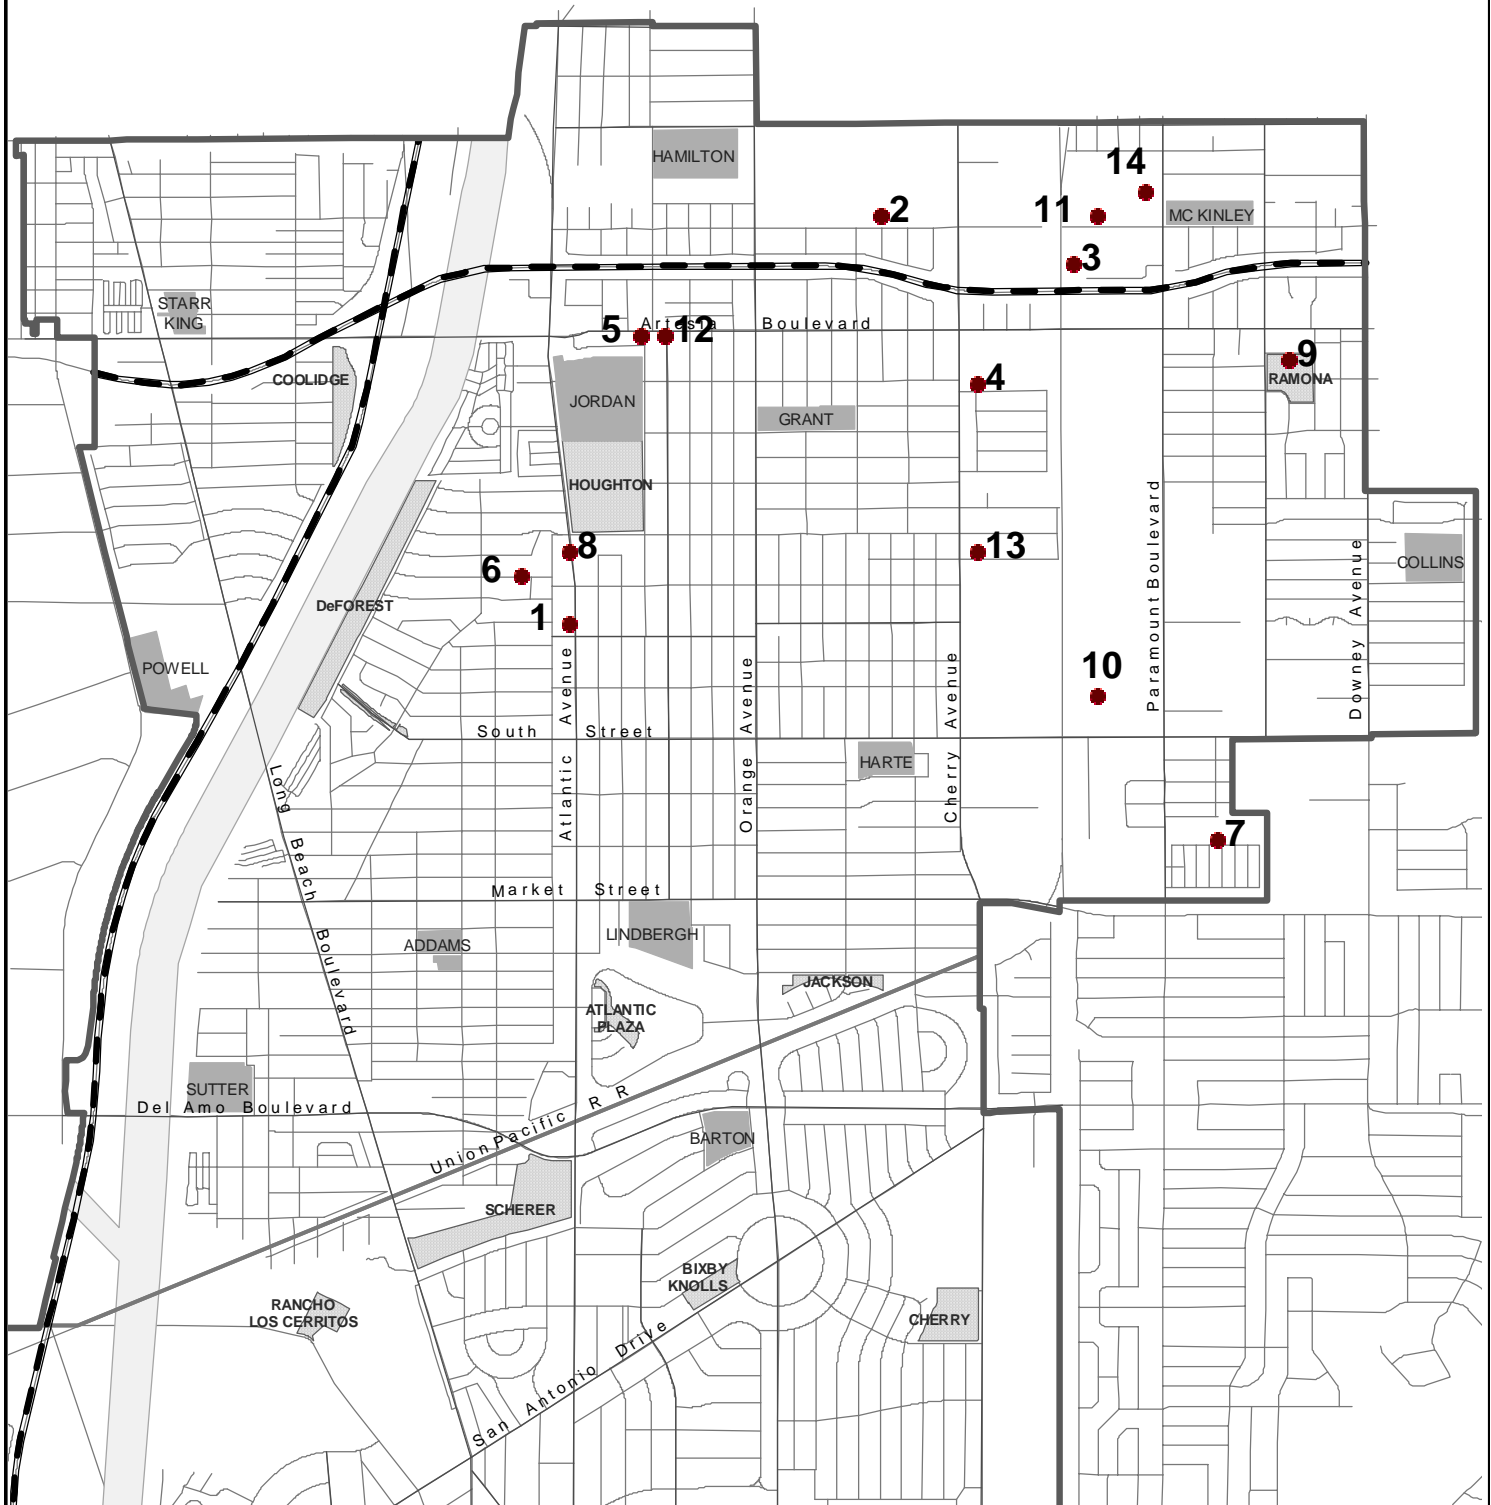 HAMILTON
14
2
11
MC KINLEY
3
STARR
KING
5
12
Artesia Boulevard
9
COOLIDGE
4
RAMONA
JORDAN
GRANT
HOUGHTON
8
13
6
COLLINS
DeFOREST
1
Paramount Boulevard
Downey Avenue
POWELL
10
Atlantic Avenue
Orange Avenue
Cherry Avenue
South Street
HARTE
Long Beach Boulevard
7
Market Street
ADDAMS
LINDBERGH
JACKSON
ATLANTIC
PLAZA
SUTTER
Del Amo Boulevard
Union Pacific R R
BARTON
SCHERER
BIXBY
KNOLLS
RANCHO
LOS CERRITOS
CHERRY
San Antonio Drive